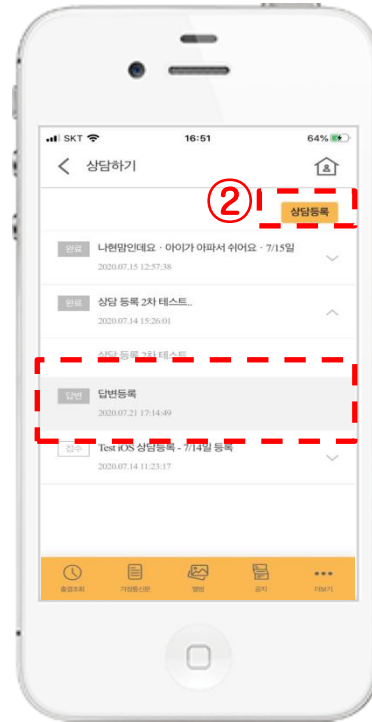 SKT 16:51 64%
상담하기
② 상담등록
완료 나현맘인데요 · 아이가 아파서 쉬어요 · 7/15일
2020.07.15 12:57:38
완료 상담 등록 2차 테스트..
2020.07.14 15:26:01
상담 등록 2차 테스트
답변 답변등록
2020.07.21 17:14:49
접수 Test iOS 상담등록 - 7/14일 등록
2020.07.14 11:23:17
출결조회 가정통신문 앨범 공지 더보기